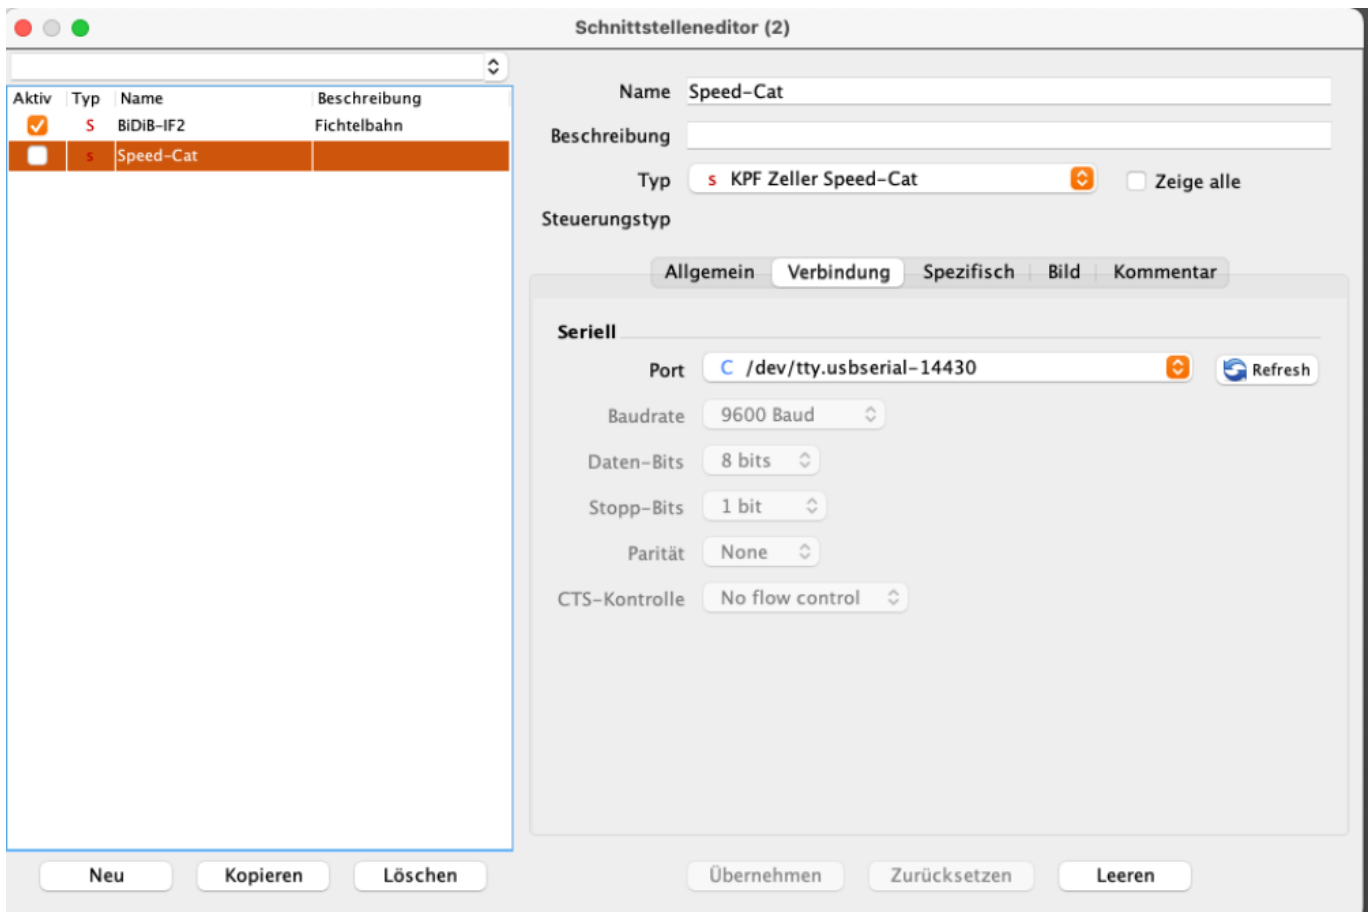 Schnittstelleneditor (2)
Aktiv Typ Name Beschreibung
S BiDiB-IF2 Fichtelbahn
s Speed-Cat
Name Speed-Cat
Beschreibung
Typ s KPF Zeller Speed-Cat Zeige alle
Steuerungstyp
Allgemein Verbindung Spezifisch Bild Kommentar
Seriell
Port C /dev/tty.usbserial-14430 Refresh
Baudrate 9600 Baud
Daten-Bits 8 bits
Stopp-Bits 1 bit
Parität None
CTS-Kontrolle No flow control
Neu Kopieren Löschen Übernehmen Zurücksetzen Leeren